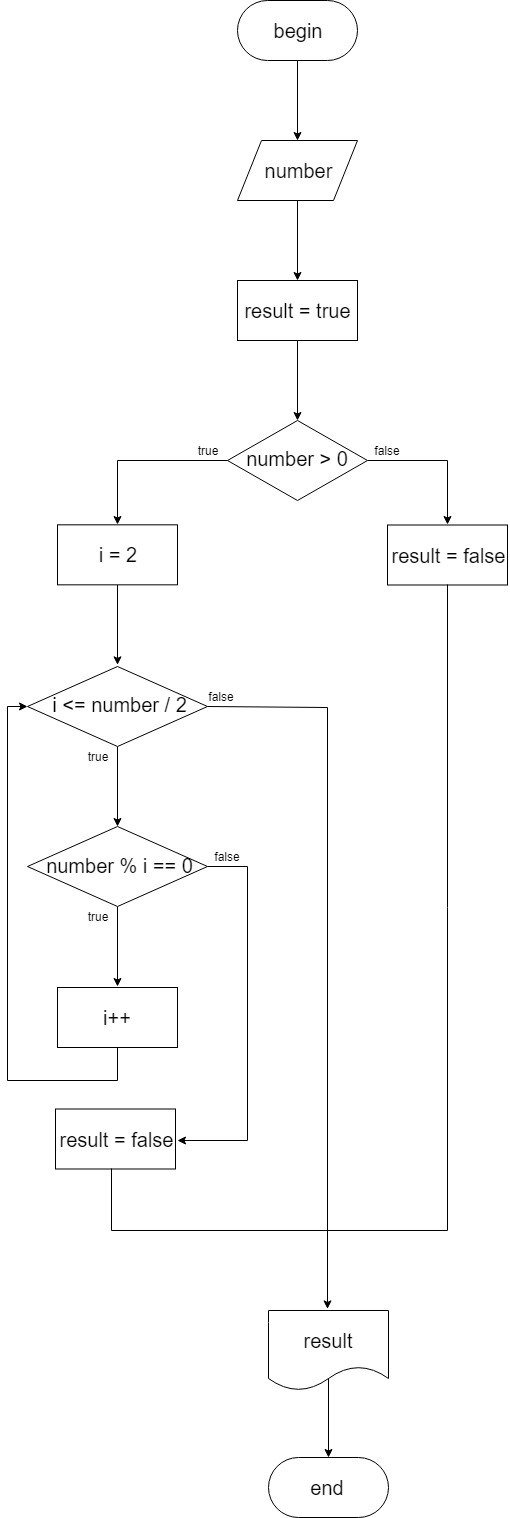 begin
number
result = true
number > 0
true
false
i = 2
result = false
i <= number / 2
false
true
number % i == 0
false
true
i++
result = false
result
end